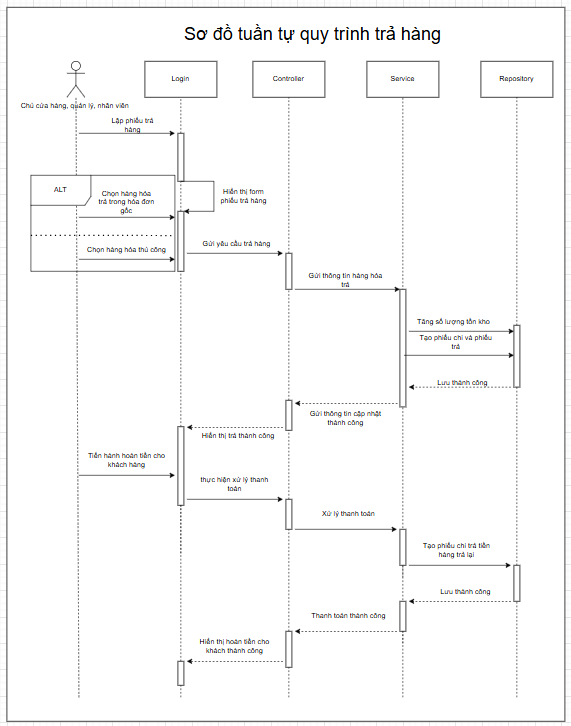 Sơ đồ tuần tự quy trình trả hàng
Login
Controller
Service
Repository
Chủ cửa hàng, quản lý, nhân viên
Lập phiếu trả
hàng
ALT
Chọn hàng hóa
trả trong hóa đơn
gốc
Hiển thị form
phiếu trả hàng
Chọn hàng hóa thủ công
Gửi yêu cầu trả hàng
Gửi thông tin hàng hóa
trả
Tăng số lượng tồn kho
Tạo phiếu chi và phiếu
trả
Lưu thành công
Gửi thông tin cập nhật
thành công
Hiển thị trả thành công
Tiến hành hoàn tiền cho
khách hàng
thực hiện xử lý thanh
toán
Xử lý thanh toán
Tạo phiếu chi trả tiền
hàng trả lại
Lưu thành công
Thanh toán thành công
Hiển thị hoàn tiền cho
khách thành công